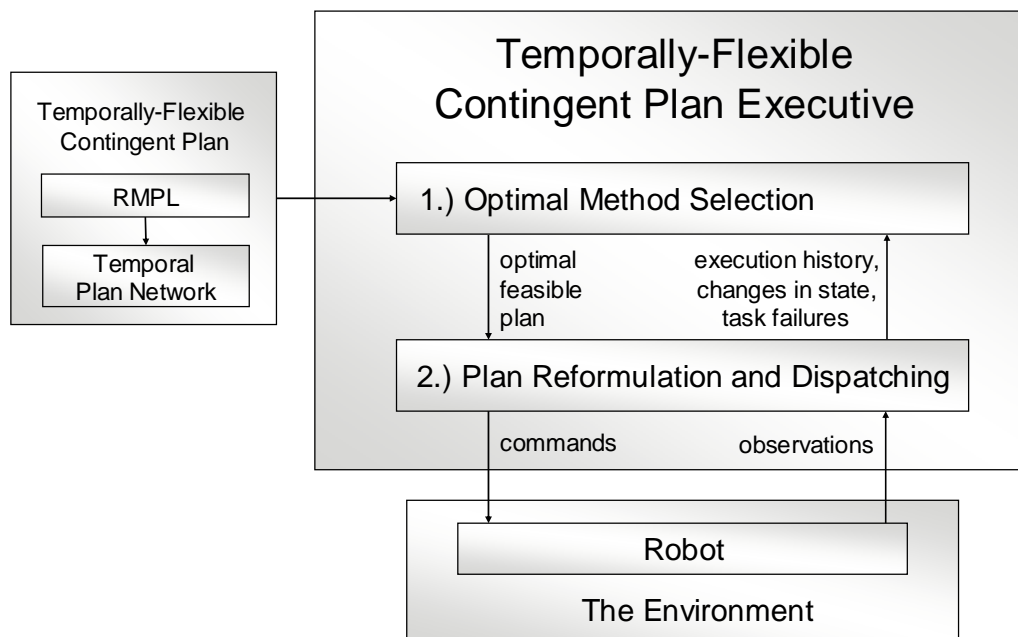 Temporally-Flexible
Contingent Plan
RMPL
Temporal
Plan Network
Temporally-Flexible
Contingent Plan Executive
1.) Optimal Method Selection
optimal
feasible
plan
execution history,
changes in state,
task failures
2.) Plan Reformulation and Dispatching
commands
observations
Robot
The Environment